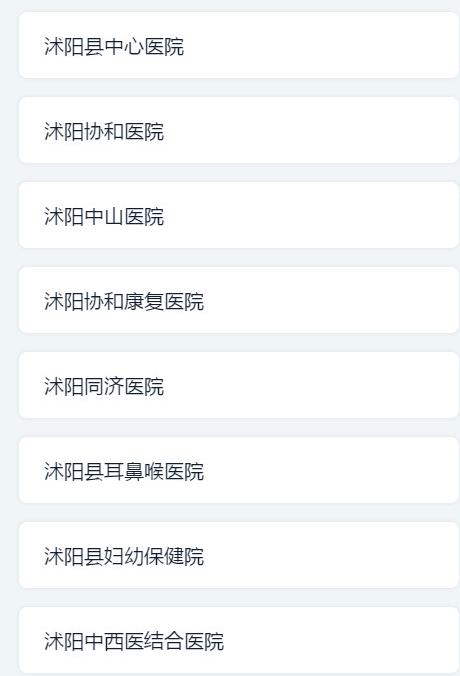 沭阳县中心医院
沭阳协和医院
沭阳中山医院
沭阳协和康复医院
沭阳同济医院
沭阳县耳鼻喉医院
沭阳县妇幼保健院
沭阳中西医结合医院